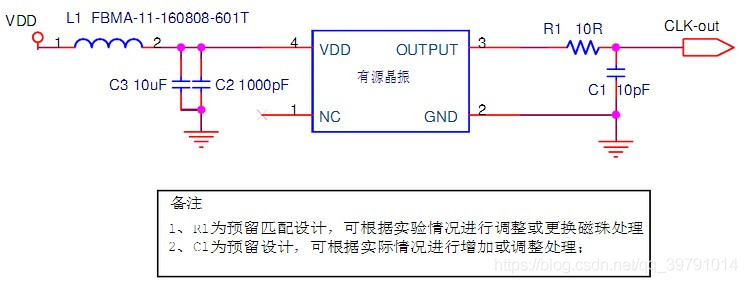 VDD
L1 FBMA-11-160808-601T
1
2
C3 10uF
C2 1000pF
4
VDD
OUTPUT
有源晶振
1
NC
GND
3
2
R1 10R
C1 10pF
CLK-out
备注
1、R1为预留匹配设计，可根据实验情况进行调整或更换磁珠处理
2、C1为预留设计，可根据实际情况进行增加或调整处理；
https://blog.csdn.net/qq_39791014